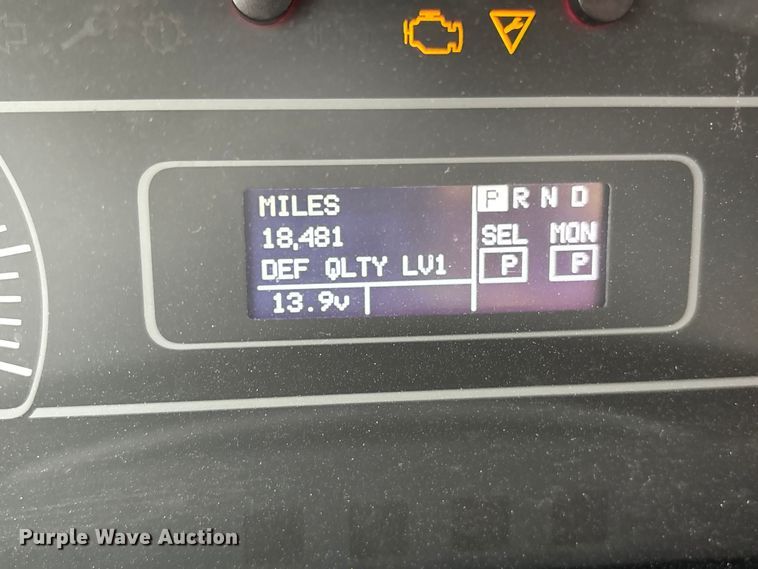 MILES
18,481
DEF QLTY LV1
13.9v
P R N D
SEL MON
P P
Purple Wave Auction